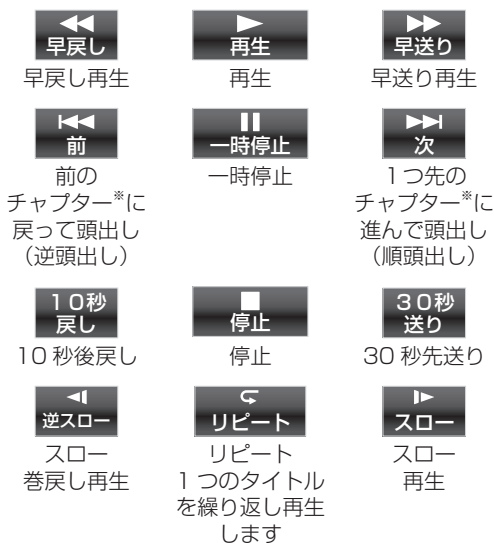 早戻し
再生
早送り
早戻し再生
再生
早送り再生
前
一時停止
次
前の
チャプター※に
戻って頭出し
（逆頭出し）
一時停止
1つ先の
チャプター※に
進んで頭出し
（順頭出し）
10秒
戻し
停止
30秒
送り
10 秒後戻し
停止
30 秒先送り
逆スロー
リピート
スロー
スロー
巻戻し再生
リピート
1 つのタイトル
を繰り返し再生
します
スロー
再生